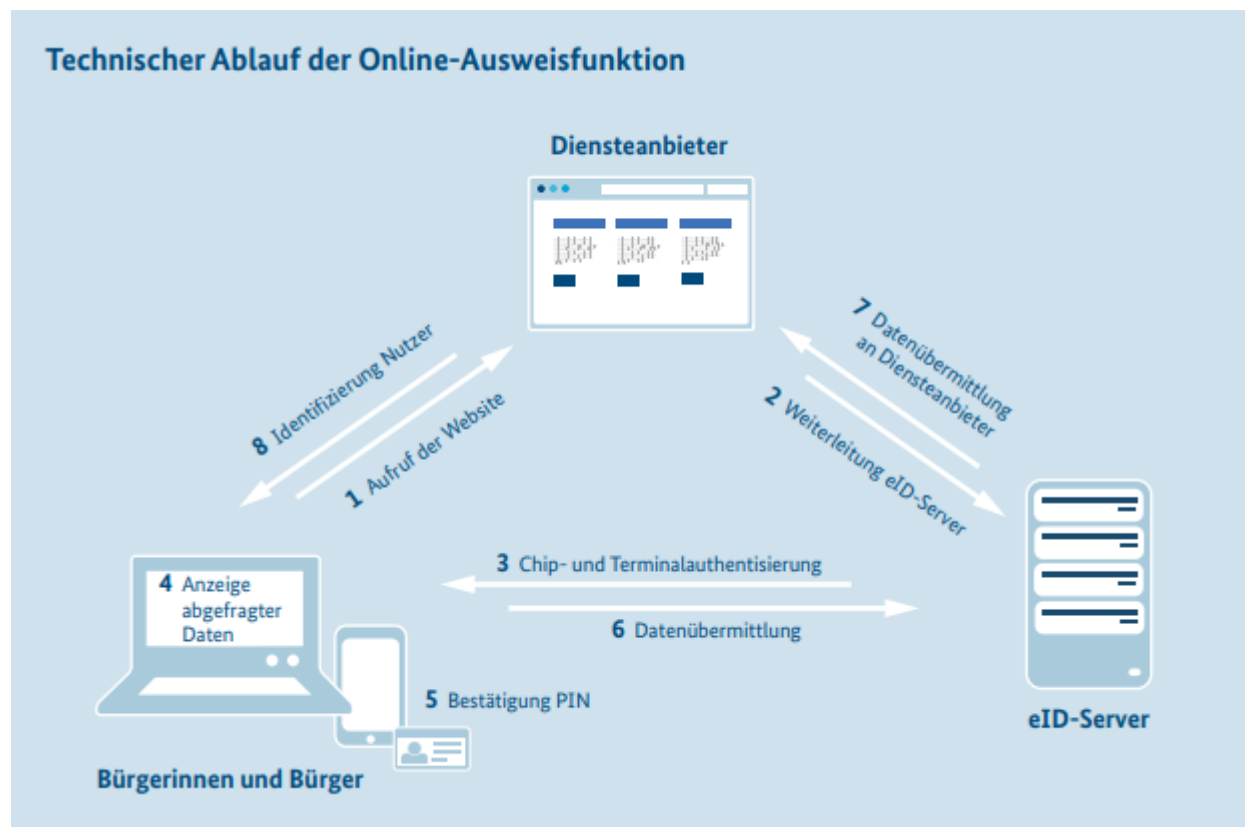 Technischer Ablauf der Online-Ausweisfunktion
Diensteanbieter
8 Identifizierung Nutzer
1 Aufruf der Website
7 Datenübermittlung
an Diensteanbieter
2 Weiterleitung eID-Server
3 Chip- und Terminalauthentisierung
4 Anzeige
abgefragter
Daten
6 Datenübermittlung
5 Bestätigung PIN
eID-Server
Bürgerinnen und Bürger